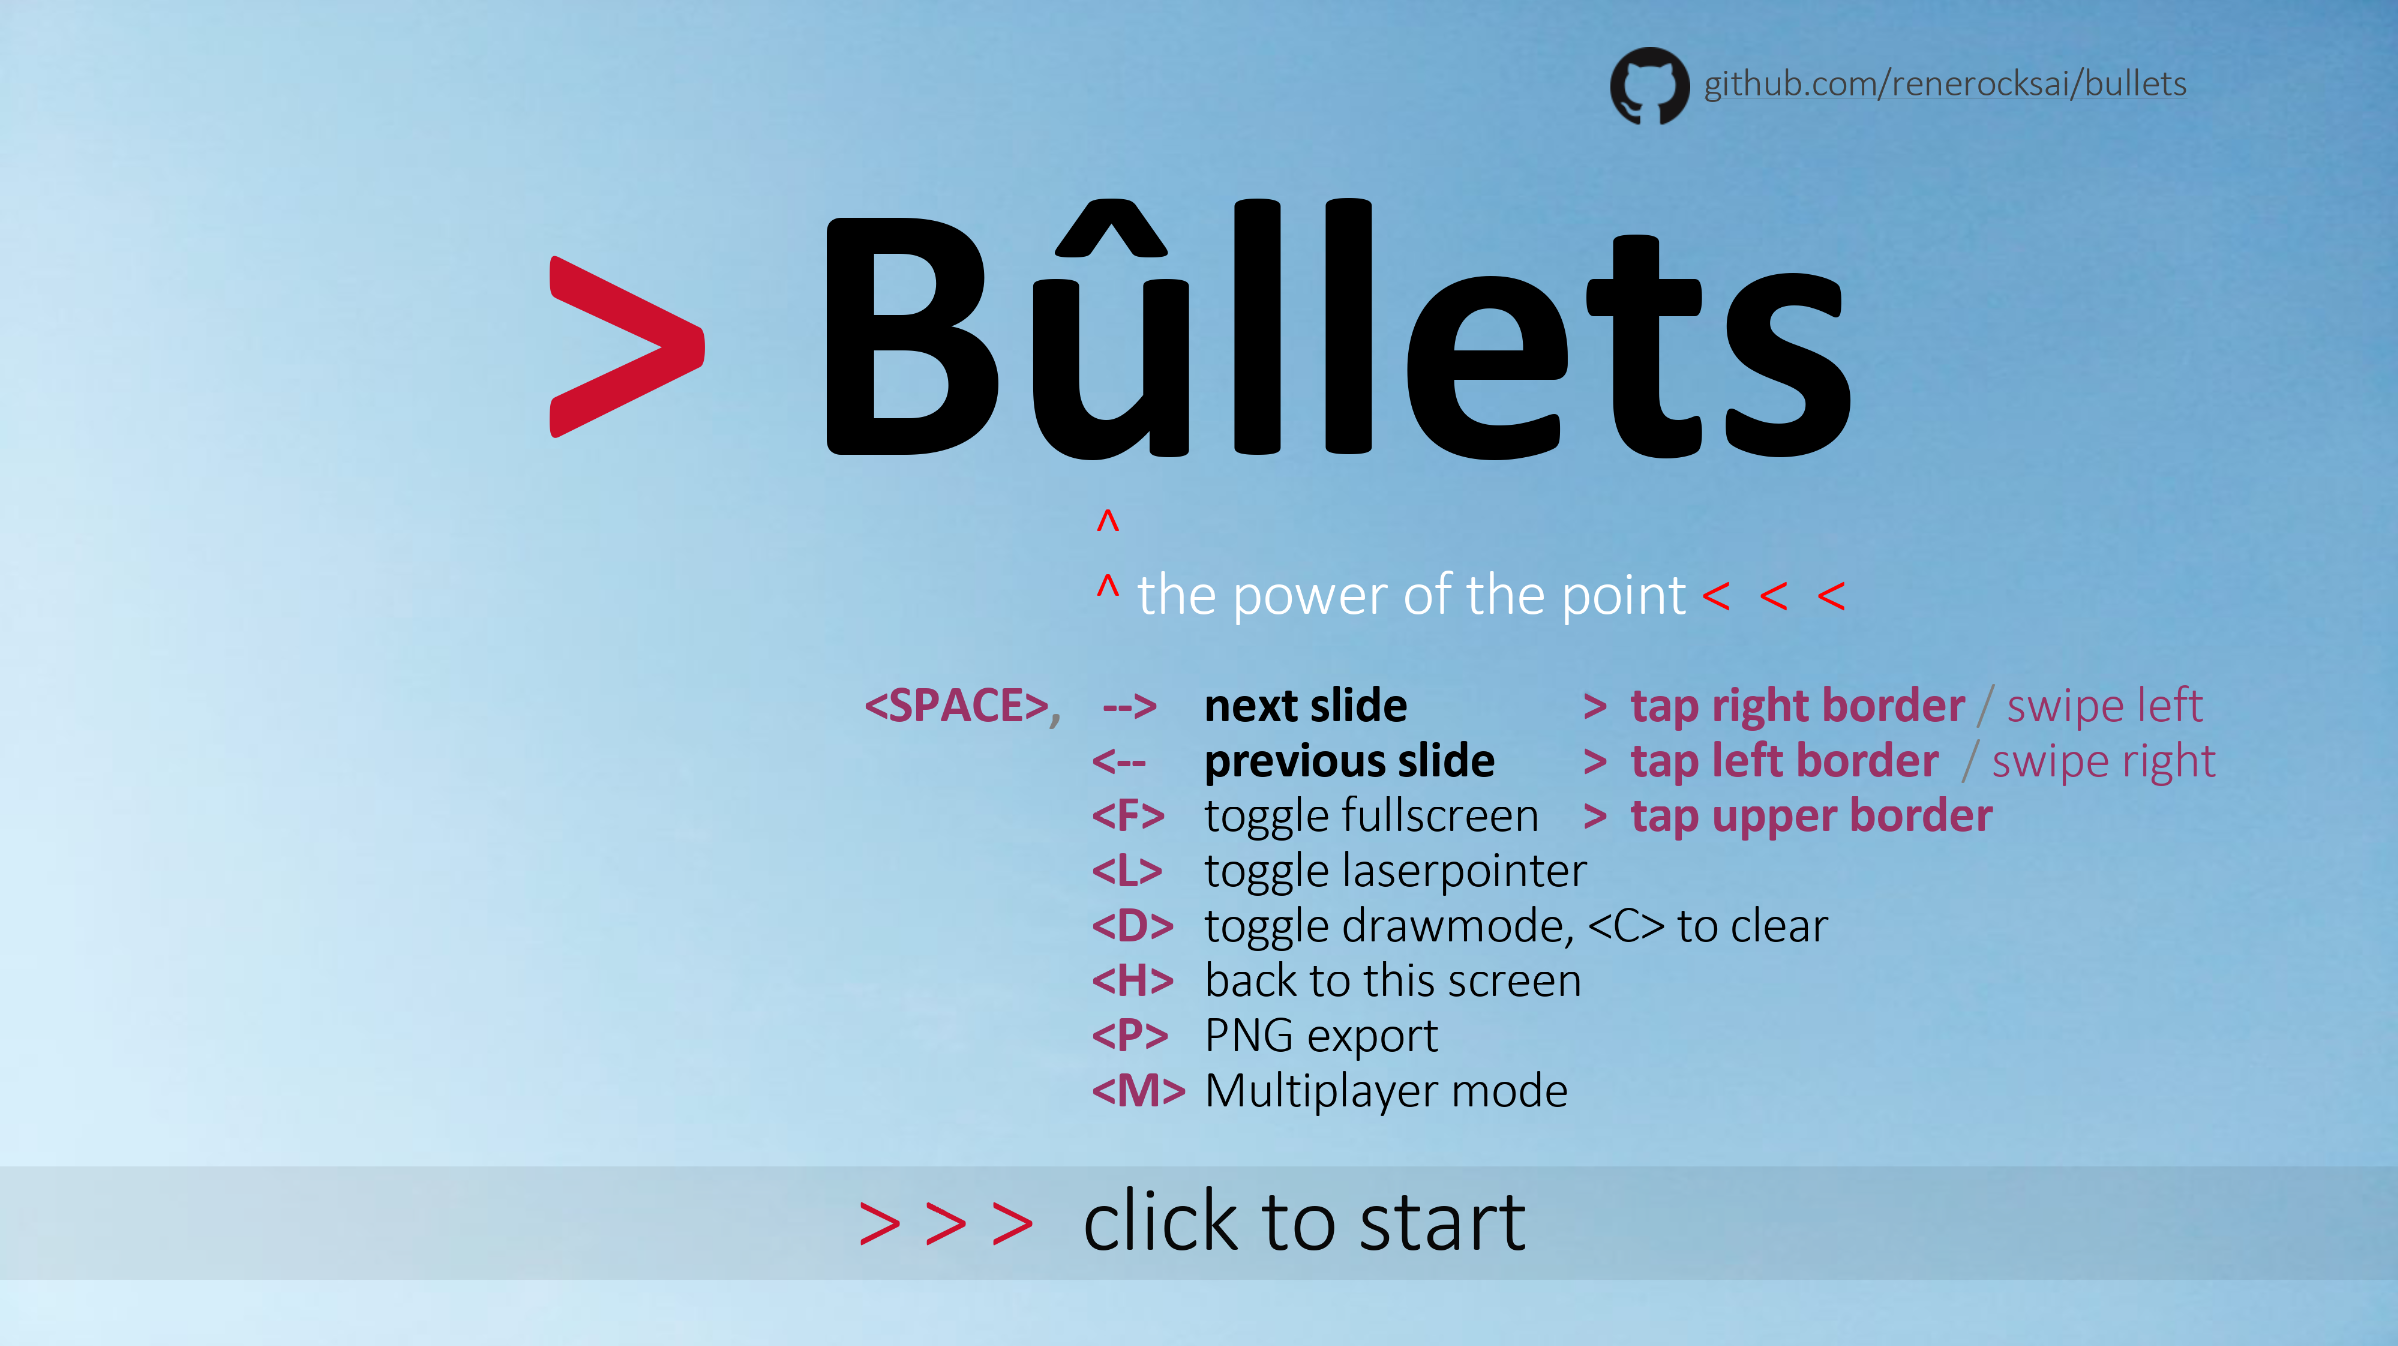 github.com/renerocksai/bullets
> Bûllets
^
^ the power of the point < < <
<SPACE>, --> next slide > tap right border / swipe left
<-- previous slide > tap left border / swipe right
<F> toggle fullscreen > tap upper border
<L> toggle laserpointer
<D> toggle drawmode, <C> to clear
<H> back to this screen
<P> PNG export
<M> Multiplayer mode
> > > click to start